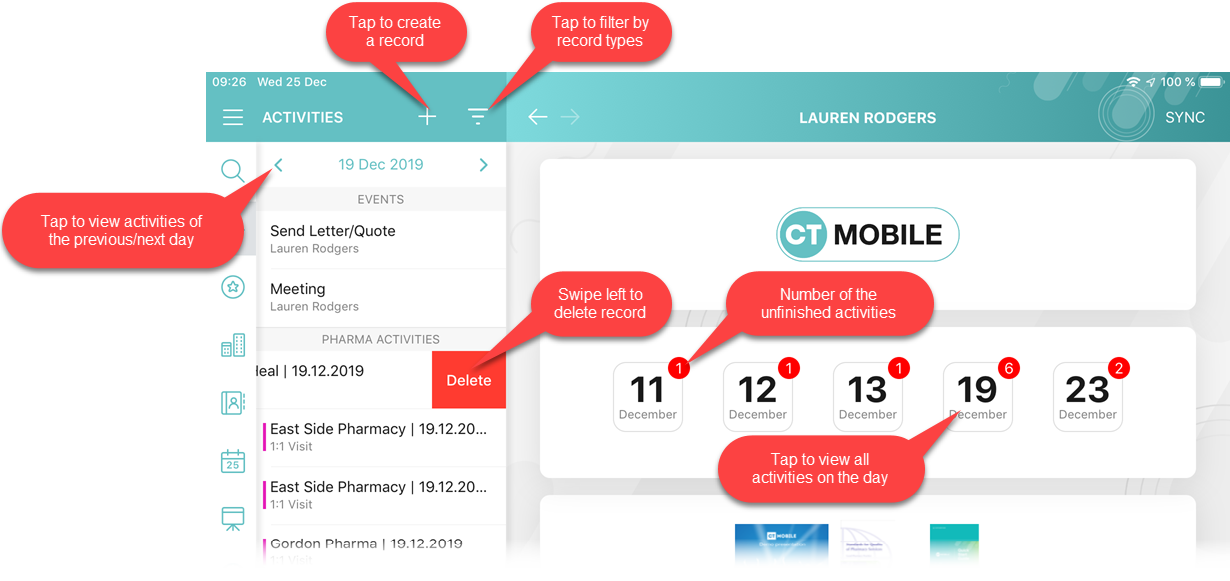 Tap to create
a record
Tap to filter by
record types
09:26 Wed 25 Dec
100 %
ACTIVITIES
LAUREN RODGERS
SYNC
19 Dec 2019
Tap to view activities of
the previous/next day
EVENTS
Send Letter/Quote
Lauren Rodgers
Meeting
Lauren Rodgers
CT MOBILE
Swipe left to
delete record
Number of the
unfinished activities
PHARMA ACTIVITIES
eal | 19.12.2019
Delete
1
11
December
1
12
December
1
13
December
6
19
December
2
23
December
Tap to view all
activities on the day
East Side Pharmacy | 19.12.20...
1:1 Visit
25
East Side Pharmacy | 19.12.20...
1:1 Visit
Gordon Pharma | 19.12.2019
1:1 Visit
CT MOBILE